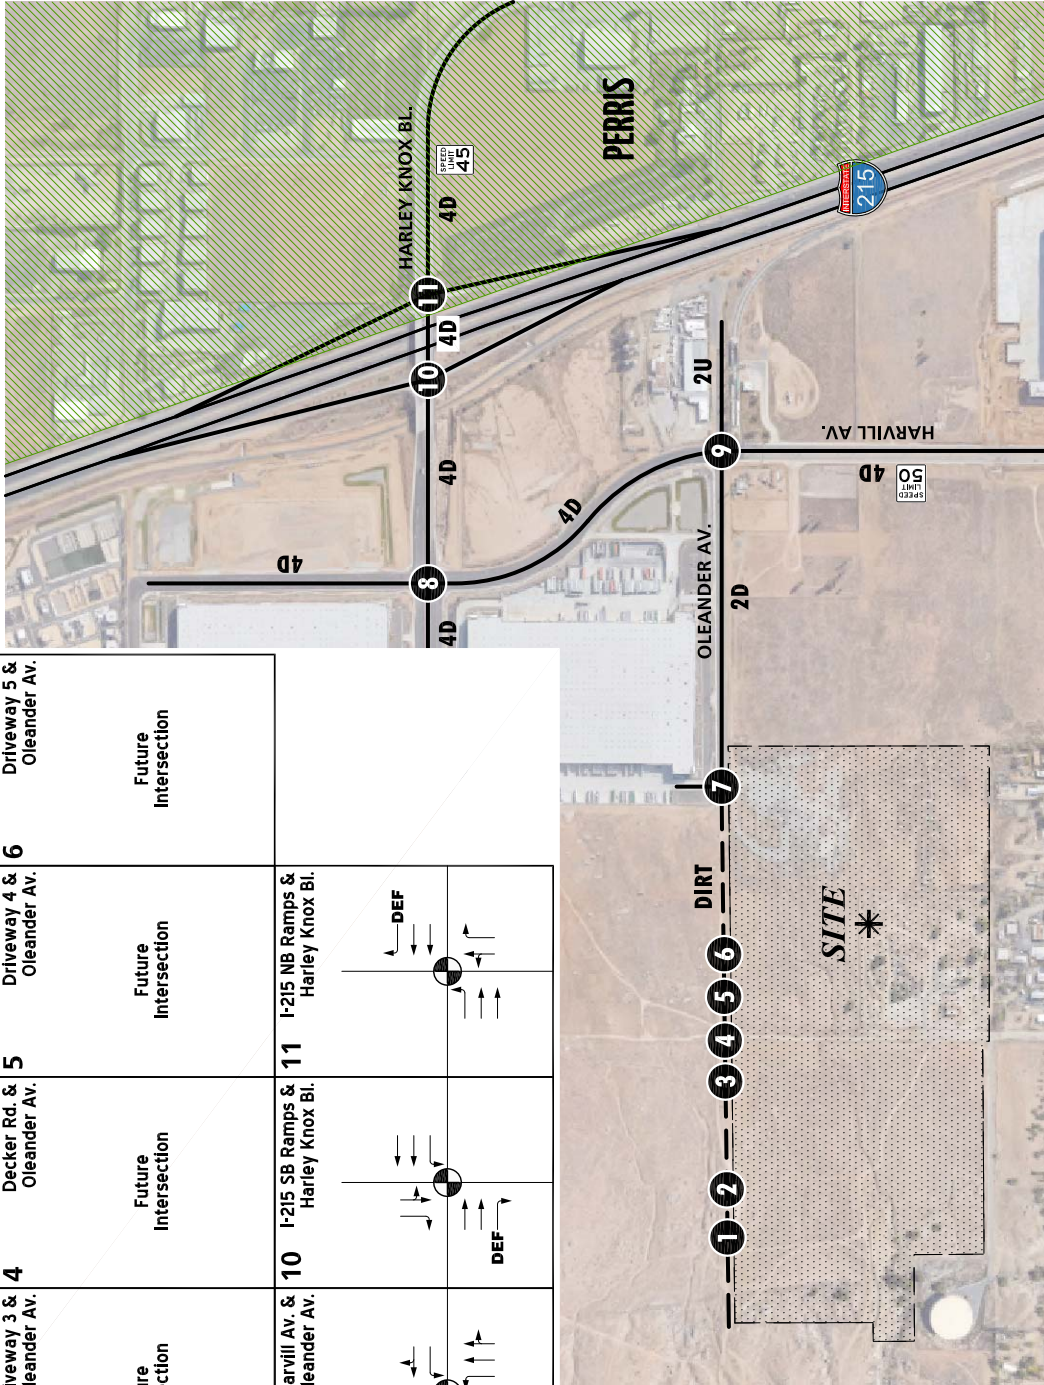 HARLEY KNOX BL.
SPEED
LIMIT
45
4D
PERRIS
INTERSTATE
215
11
4D
10
4D
4D
4D
8
4D
2U
9
HARVILL AV.
4D
SPEED
LIMIT
50
OLEANDER AV.
2D
7
DIRT
6
5
4
3
2
1
SITE
4
Decker Rd. &
Oleander Av.
Future
Intersection
5
Driveway 4 &
Oleander Av.
Future
Intersection
6
Driveway 5 &
Oleander Av.
Future
Intersection
10
I-215 SB Ramps &
Harley Knox Bl.
DEF
11
I-215 NB Ramps &
Harley Knox Bl.
DEF